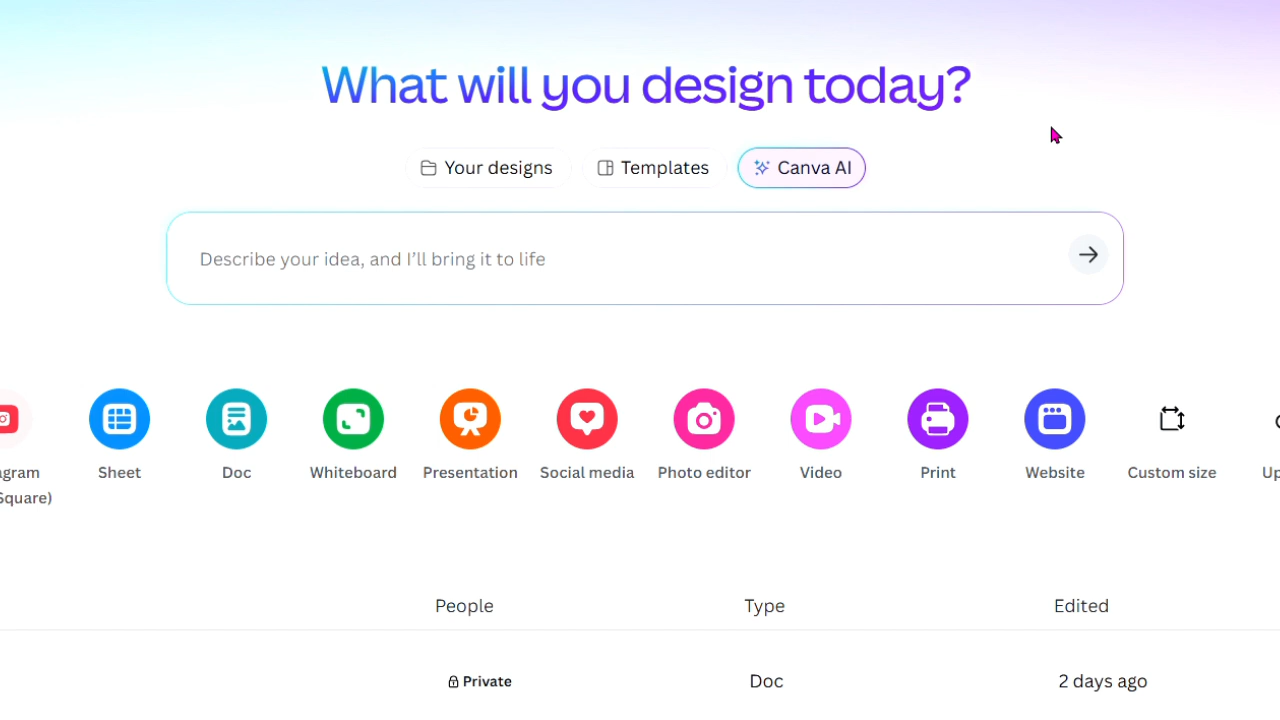 What will you design today?
Your designs
Templates
Canva AI
Describe your idea, and I'll bring it to life
Sheet
Doc
Whiteboard
Presentation
Social media
Photo editor
Video
Print
Website
Custom size
Square)
People
Type
Edited
Private
Doc
2 days ago